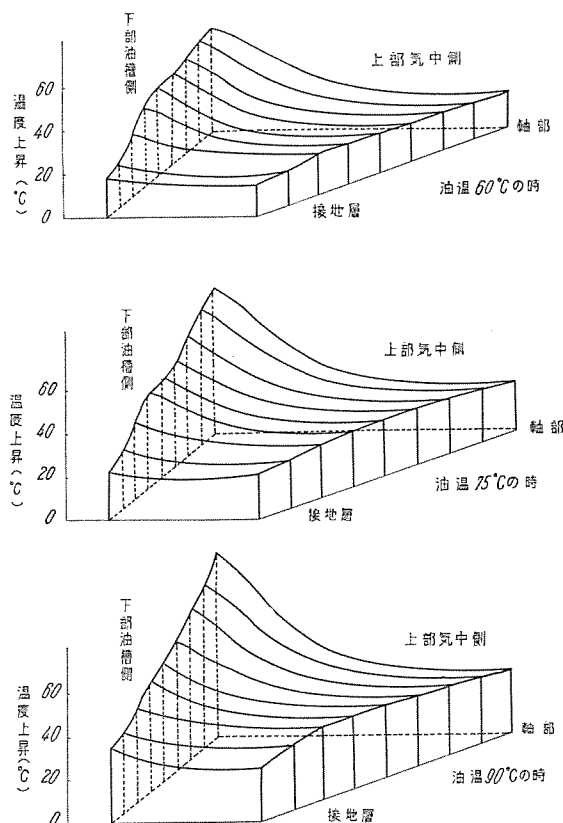 下部油槽側
上部気中側
温度上昇(°C)
60
40
20
0
軸部
油温60°Cの時
接地層
下部油槽側
上部気中側
温度上昇(°C)
60
40
20
0
軸部
油温75°Cの時
接地層
下部油槽側
上部気中側
温度上昇(°C)
60
40
20
0
軸部
油温90°Cの時
接地層